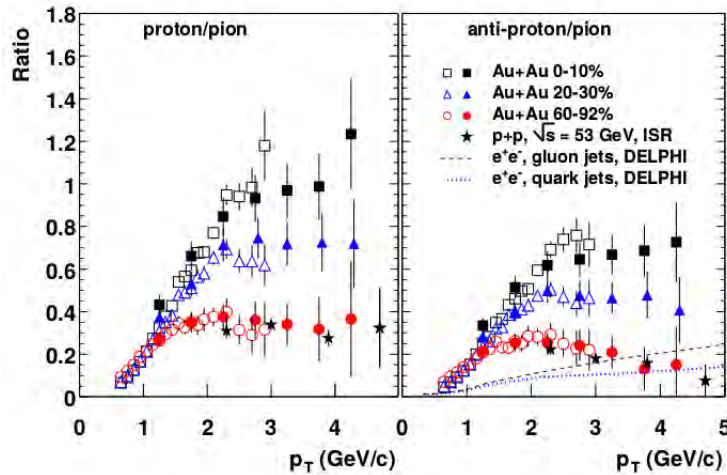 proton/pion
anti-proton/pion
Ratio
1.8
1.6
1.4
1.2
1
0.8
0.6
0.4
0.2
0
Au+Au 0-10%
Au+Au 20-30%
Au+Au 60-92%
p+p, √s = 53 GeV, ISR
e⁺e⁻, gluon jets, DELPHI
e⁺e⁻, quark jets, DELPHI
0 1 2 3 4 0 1 2 3 4 5
p_T (GeV/c) p_T (GeV/c)